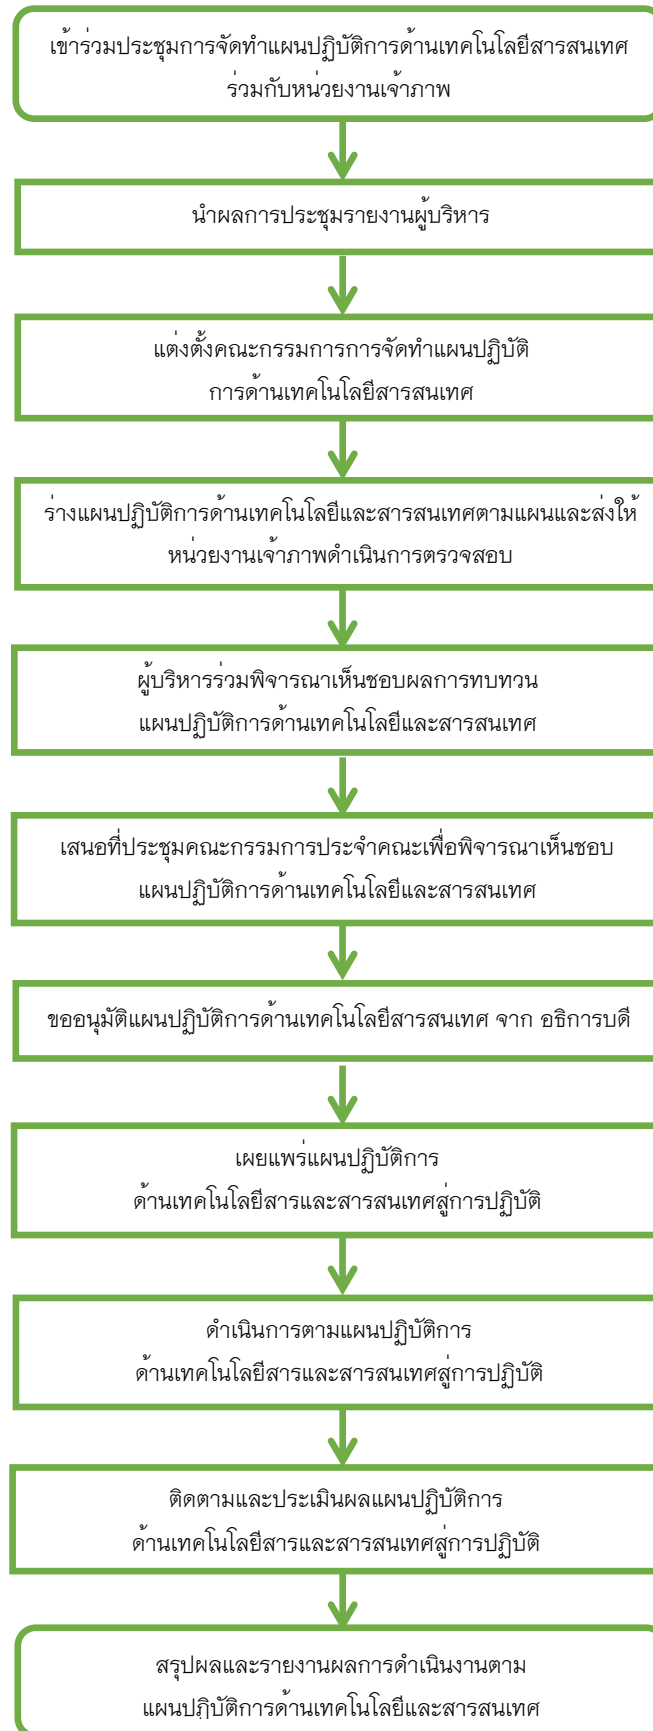 เข้าร่วมประชุมการจัดทำแผนปฏิบัติการด้านเทคโนโลยีสารสนเทศ
ร่วมกับหน่วยงานเจ้าภาพ
นำผลการประชุมรายงานผู้บริหาร
แต่งตั้งคณะกรรมการการจัดทำแผนปฏิบัติ
การด้านเทคโนโลยีสารสนเทศ
ร่างแผนปฏิบัติการด้านเทคโนโลยีและสารสนเทศตามแผนและส่งให้
หน่วยงานเจ้าภาพดำเนินการตรวจสอบ
ผู้บริหารร่วมพิจารณาเห็นชอบผลการทบทวน
แผนปฏิบัติการด้านเทคโนโลยีและสารสนเทศ
เสนอที่ประชุมคณะกรรมการประจำคณะเพื่อพิจารณาเห็นชอบ
แผนปฏิบัติการด้านเทคโนโลยีและสารสนเทศ
ขออนุมัติแผนปฏิบัติการด้านเทคโนโลยีสารสนเทศ จาก อธิการบดี
เผยแพร่แผนปฏิบัติการ
ด้านเทคโนโลยีสารและสารสนเทศสู่การปฏิบัติ
ดำเนินการตามแผนปฏิบัติการ
ด้านเทคโนโลยีสารและสารสนเทศสู่การปฏิบัติ
ติดตามและประเมินผลแผนปฏิบัติการ
ด้านเทคโนโลยีสารและสารสนเทศสู่การปฏิบัติ
สรุปผลและรายงานผลการดำเนินงานตาม
แผนปฏิบัติการด้านเทคโนโลยีและสารสนเทศ